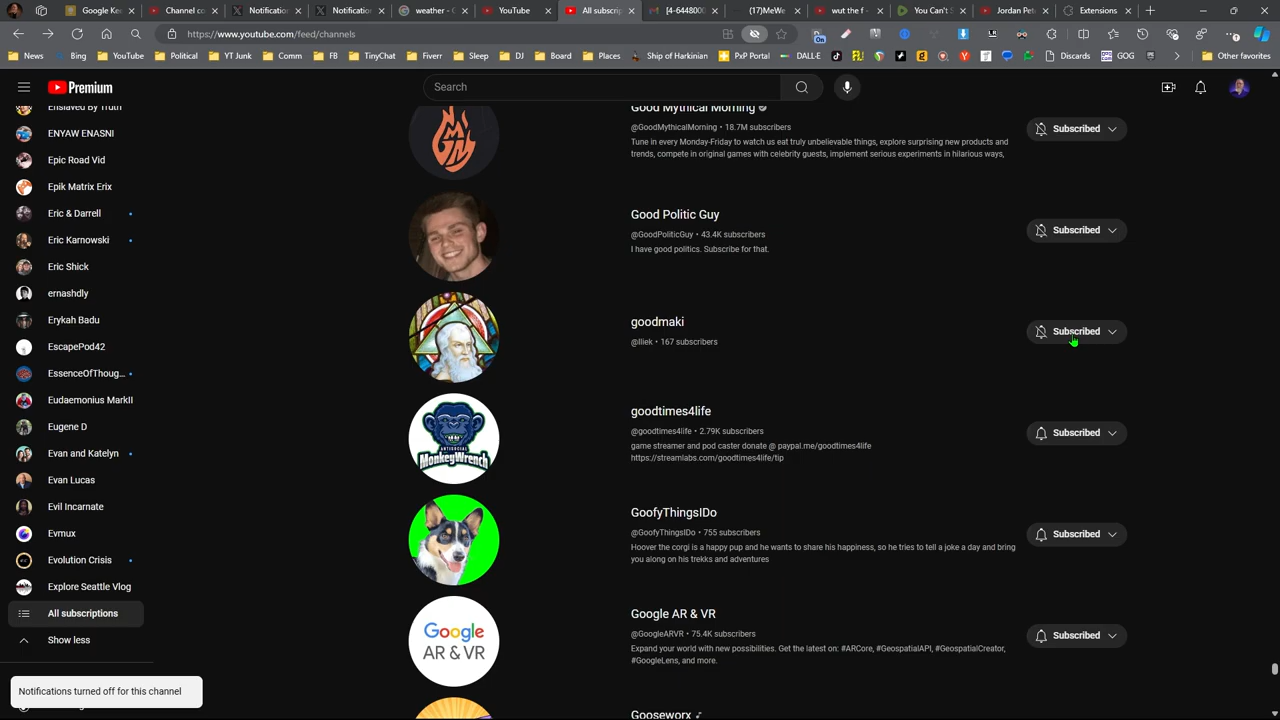 Google Ke
Channel co
Notification
Notification
weather - G
YouTube
All subscrip
[4-6448000
(17)MeWe
wut the f -
You Can't S
Jordan Pet
Extensions
https://www.youtube.com/feed/channels
News
Bing
YouTube
Political
YT Junk
Comm
FB
TinyChat
Fiverr
Sleep
DJ
Board
Places
Ship of Harkinian
PxP Portal
DALL-E
Discards
GOG
Other favorites
Premium
Search
Enslaved By Truth
ENYAW ENASNI
Epic Road Vid
Epik Matrix Erix
Eric & Darrell
Eric Karnowski
Eric Shick
ernashdly
Erykah Badu
EscapePod42
EssenceOfThoug...
Eudaemonius MarkII
Eugene D
Evan and Katelyn
Evan Lucas
Evil Incarnate
Evmux
Evolution Crisis
Explore Seattle Vlog
All subscriptions
Show less
Notifications turned off for this channel
Good Mythical Morning
@GoodMythicalMorning • 18.7M subscribers
Tune in every Monday-Friday to watch us eat truly unbelievable things, explore surprising new products and
trends, compete in original games with celebrity guests, implement serious experiments in hilarious ways,
Subscribed
Good Politic Guy
@GoodPoliticGuy • 43.4K subscribers
I have good politics. Subscribe for that.
Subscribed
goodmaki
@lliek • 167 subscribers
Subscribed
ANTISOCIAL
MonkeyWrench
goodtimes4life
@goodtimes4life • 2.79K subscribers
game streamer and pod caster donate @ paypal.me/goodtimes4life
https://streamlabs.com/goodtimes4life/tip
Subscribed
GoofyThingsIDo
@GoofyThingsIDo • 755 subscribers
Hoover the corgi is a happy pup and he wants to share his happiness, so he tries to tell a joke a day and bring
you along on his trekks and adventures
Subscribed
Google
AR & VR
Google AR & VR
@GoogleARVR • 75.4K subscribers
Expand your world with new possibilities. Get the latest on: #ARCore, #GeospatialAPI, #GeospatialCreator,
#GoogleLens, and more.
Subscribed
Gooseworx